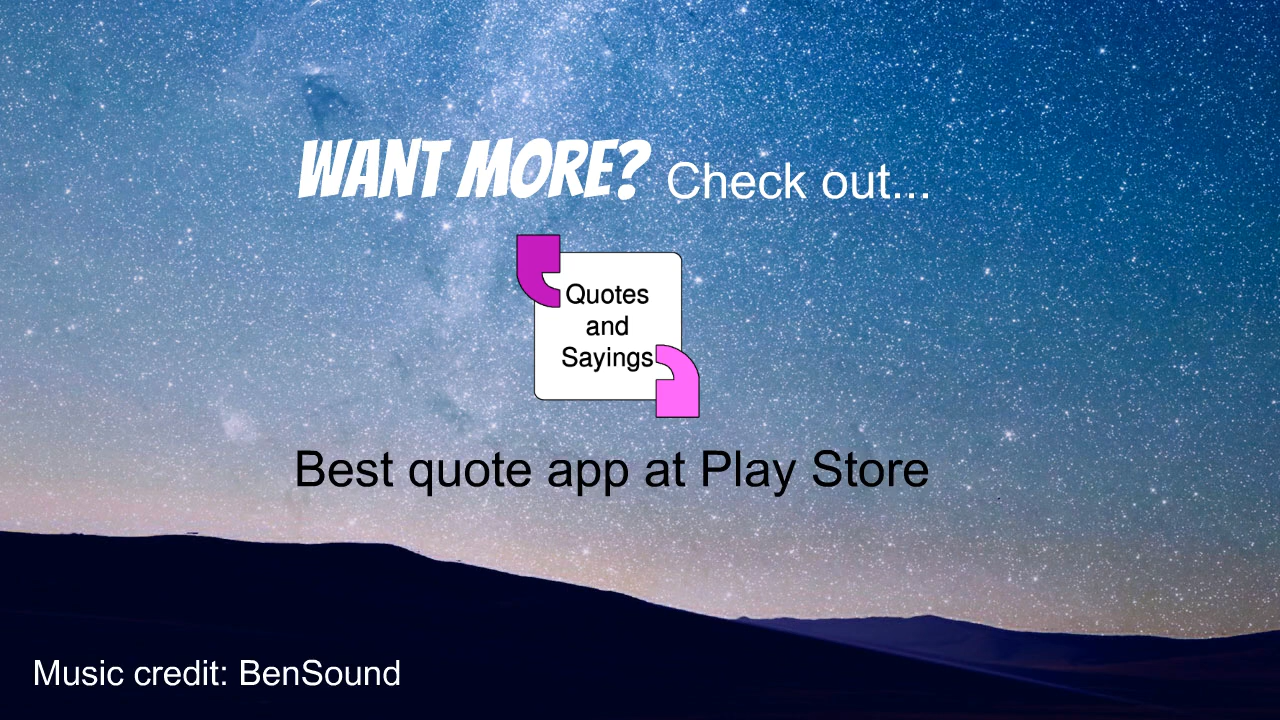 WANT MORE? Check out...
Quotes
and
Sayings
Best quote app at Play Store
Music credit: BenSound